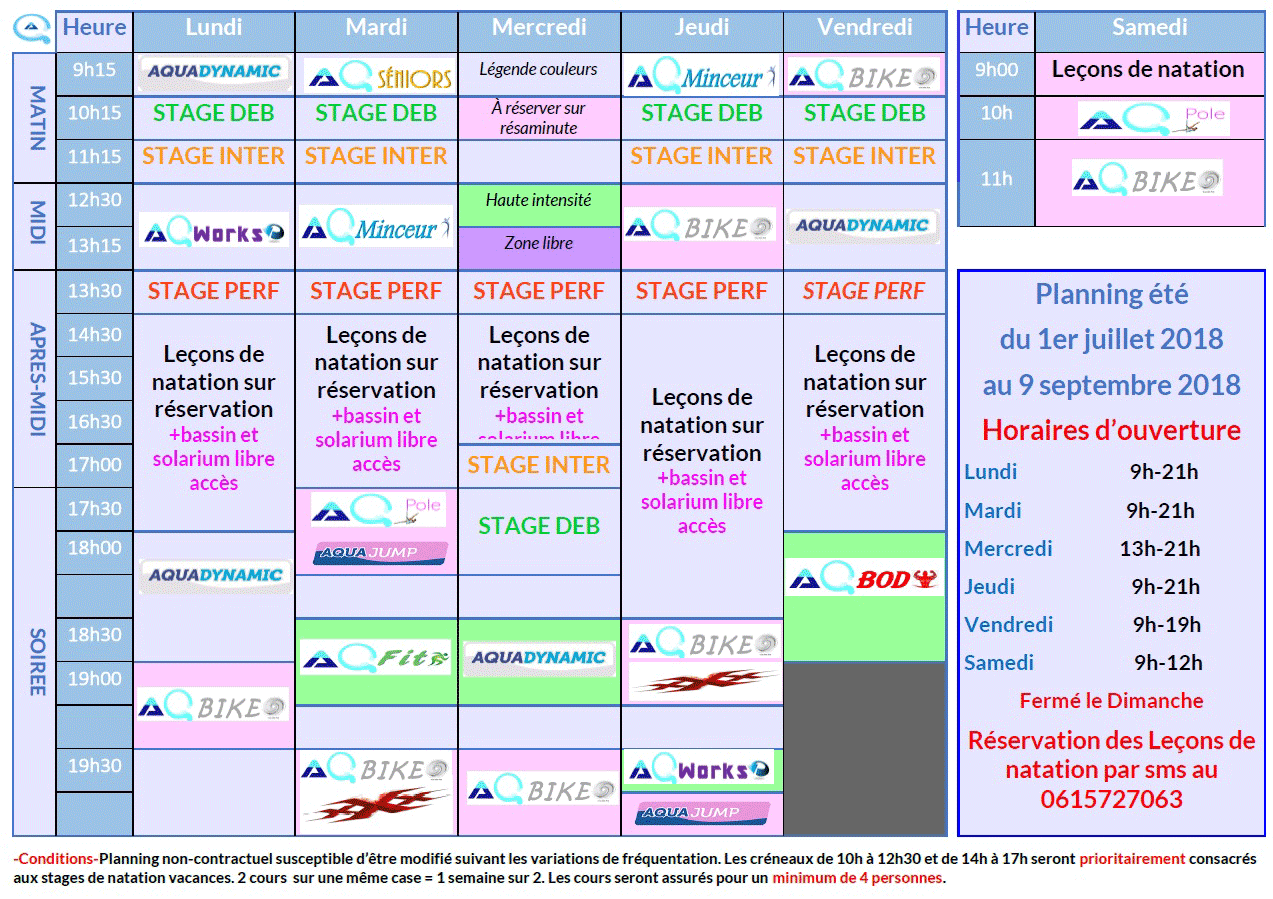 Heure Lundi Mardi Mercredi Jeudi Vendredi
MATIN
9h15 AQUADYNAMIC AQ SÉNIORS Légende couleurs AQ Minceur AQ BIKE
10h15 STAGE DEB STAGE DEB À réserver sur résaminute STAGE DEB STAGE DEB
11h15 STAGE INTER STAGE INTER STAGE INTER STAGE INTER
MIDI
12h30 Haute intensité
AQ Works AQ Minceur AQ BIKE AQUADYNAMIC
13h15 Zone libre
APRES-MIDI
13h30 STAGE PERF STAGE PERF STAGE PERF STAGE PERF STAGE PERF
14h30
15h30
16h30
17h00
Leçons de
natation sur
réservation
+bassin et
solarium libre
accès
Leçons de
natation sur
réservation
+bassin et
solarium libre
accès
Leçons de
natation sur
réservation
+bassin et
solarium libre
STAGE INTER
Leçons de
natation sur
réservation
+bassin et
solarium libre
accès
Leçons de
natation sur
réservation
+bassin et
solarium libre
accès
SOIREE
17h30 AQ Pole STAGE DEB
18h00 AQUADYNAMIC AQUA JUMP AQ BOD
18h30 AQ Fit AQUADYNAMIC AQ BIKE
19h00 AQ BIKE XXX
19h30 AQ BIKE XXX AQ BIKE AQ Works
AQUA JUMP
Heure Samedi
9h00 Leçons de natation
10h AQ Pole
11h AQ BIKE
Planning été
du 1er juillet 2018
au 9 septembre 2018
Horaires d’ouverture
Lundi 9h-21h
Mardi 9h-21h
Mercredi 13h-21h
Jeudi 9h-21h
Vendredi 9h-19h
Samedi 9h-12h
Fermé le Dimanche
Réservation des Leçons de
natation par sms au
0615727063
-Conditions-Planning non-contractuel susceptible d’être modifié suivant les variations de fréquentation. Les créneaux de 10h à 12h30 et de 14h à 17h seront prioritairement consacrés
aux stages de natation vacances. 2 cours sur une même case = 1 semaine sur 2. Les cours seront assurés pour un minimum de 4 personnes.